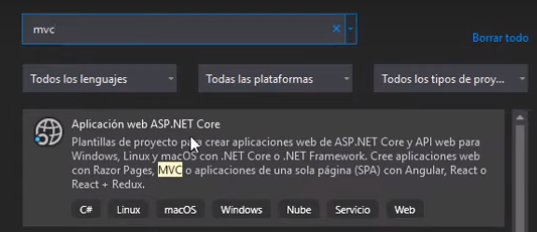 mvc
Borrar todo
Todos los lenguajes
Todas las plataformas
Todos los tipos de proy...
Aplicación web ASP.NET Core
Plantillas de proyecto para crear aplicaciones web de ASP.NET Core y API web para
Windows, Linux y macOS con .NET Core o .NET Framework. Cree aplicaciones web
con Razor Pages, MVC o aplicaciones de una sola página (SPA) con Angular, React o
React + Redux.
C#
Linux
macOS
Windows
Nube
Servicio
Web